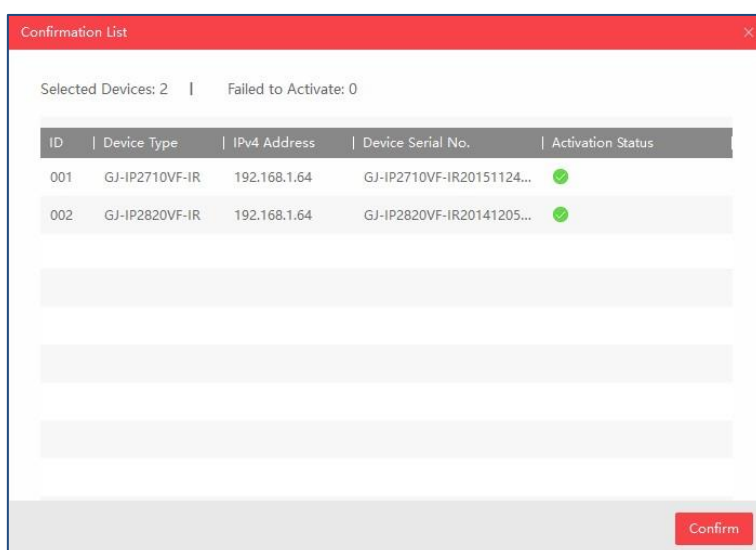 Confirmation List
Selected Devices: 2 | Failed to Activate: 0
ID | Device Type | IPv4 Address | Device Serial No. | Activation Status
001 GJ-IP2710VF-IR 192.168.1.64 GJ-IP2710VF-IR20151124...
002 GJ-IP2820VF-IR 192.168.1.64 GJ-IP2820VF-IR20141205...
Confirm